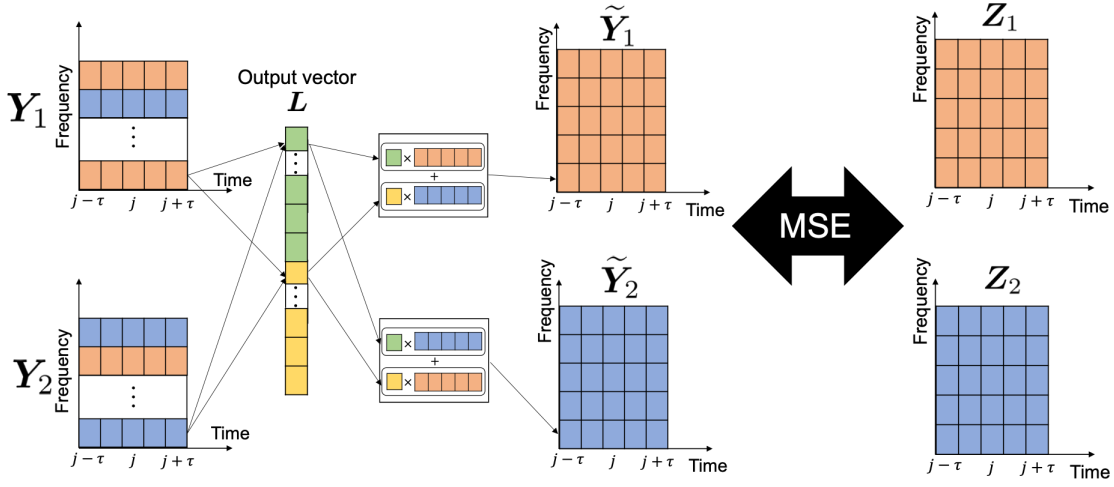 Y₁
Frequency
⋮
Time
j − τ j j + τ
Output vector
L
⋮
⋮
×
+
×
Ỹ₁
Frequency
j − τ j j + τ
Time
MSE
Z₁
Frequency
j − τ j j + τ
Time
Y₂
Frequency
⋮
Time
j − τ j j + τ
×
+
×
Ỹ₂
Frequency
j − τ j j + τ
Time
Z₂
Frequency
j − τ j j + τ
Time